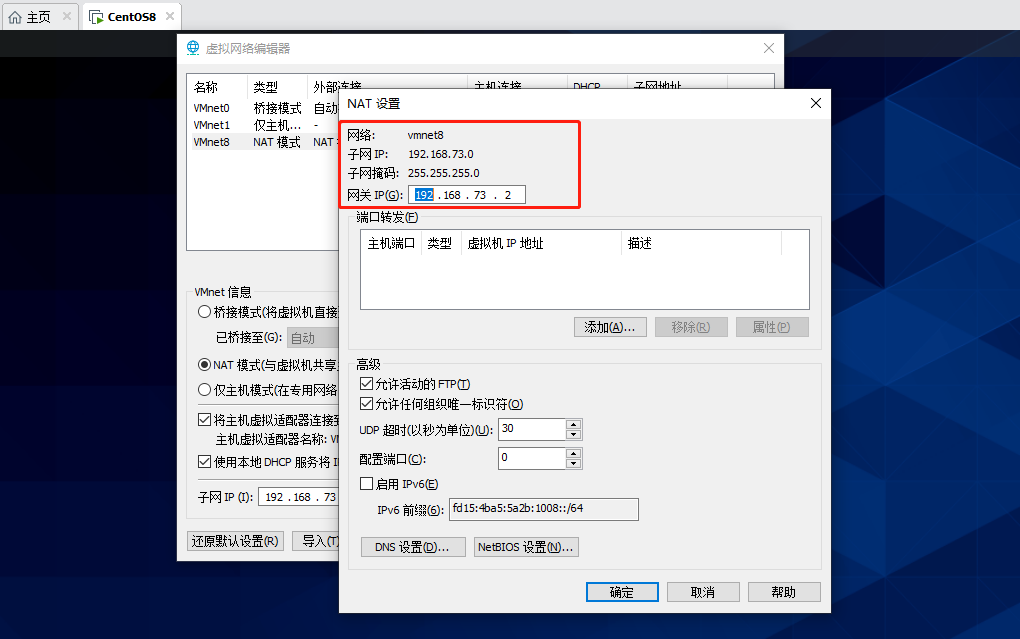 主页
CentOS8
虚拟网络编辑器
名称 类型 外部连接 主机连接 DHCP 子网地址
VMnet0 桥接模式 自动
VMnet1 仅主机... -
VMnet8 NAT 模式 NAT
VMnet 信息
桥接模式(将虚拟机直接
已桥接至(G): 自动
NAT 模式(与虚拟机共享
仅主机模式(在专用网络
将主机虚拟适配器连接到
主机虚拟适配器名称:
使用本地 DHCP 服务将
子网 IP (I): 192 . 168 . 73
还原默认设置(R) 导入(T)
NAT 设置
网络: vmnet8
子网 IP: 192.168.73.0
子网掩码: 255.255.255.0
网关 IP(G): 192 . 168 . 73 . 2
端口转发(F)
主机端口 类型 虚拟机 IP 地址 描述
添加(A)... 移除(R) 属性(P)
高级
允许活动的 FTP(T)
允许任何组织唯一标识符(O)
UDP 超时(以秒为单位)(U): 30
配置端口(C): 0
启用 IPv6(E)
IPv6 前缀(6): fd15:4ba5:5a2b:1008::/64
DNS 设置(D)... NetBIOS 设置(N)...
确定 取消 帮助